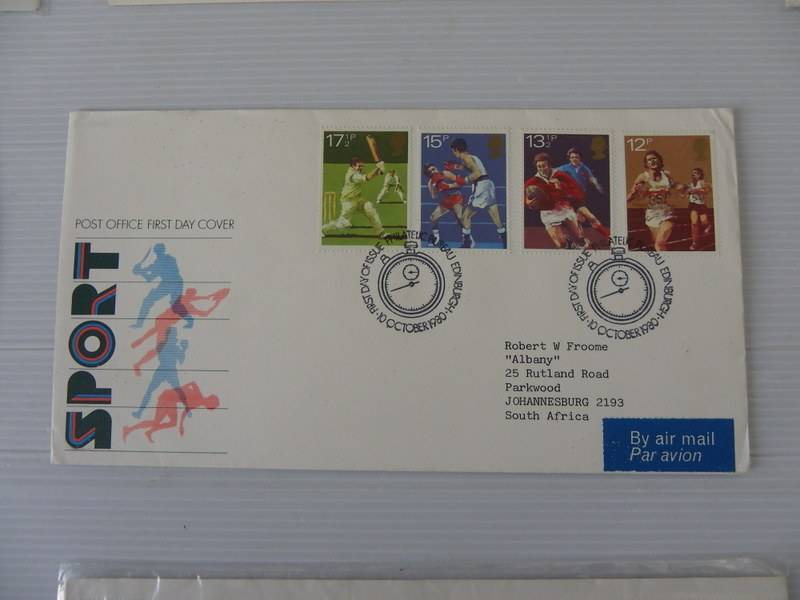 17½P
15P
13½P
12P
POST OFFICE FIRST DAY COVER
SPORT
FIRST DAY OF ISSUE PHILATELIC BUREAU EDINBURGH
10 OCTOBER 1980
FIRST DAY OF ISSUE PHILATELIC BUREAU EDINBURGH
10 OCTOBER 1980
Robert W Froome
"Albany"
25 Rutland Road
Parkwood
JOHANNESBURG 2193
South Africa
By air mail
Par avion